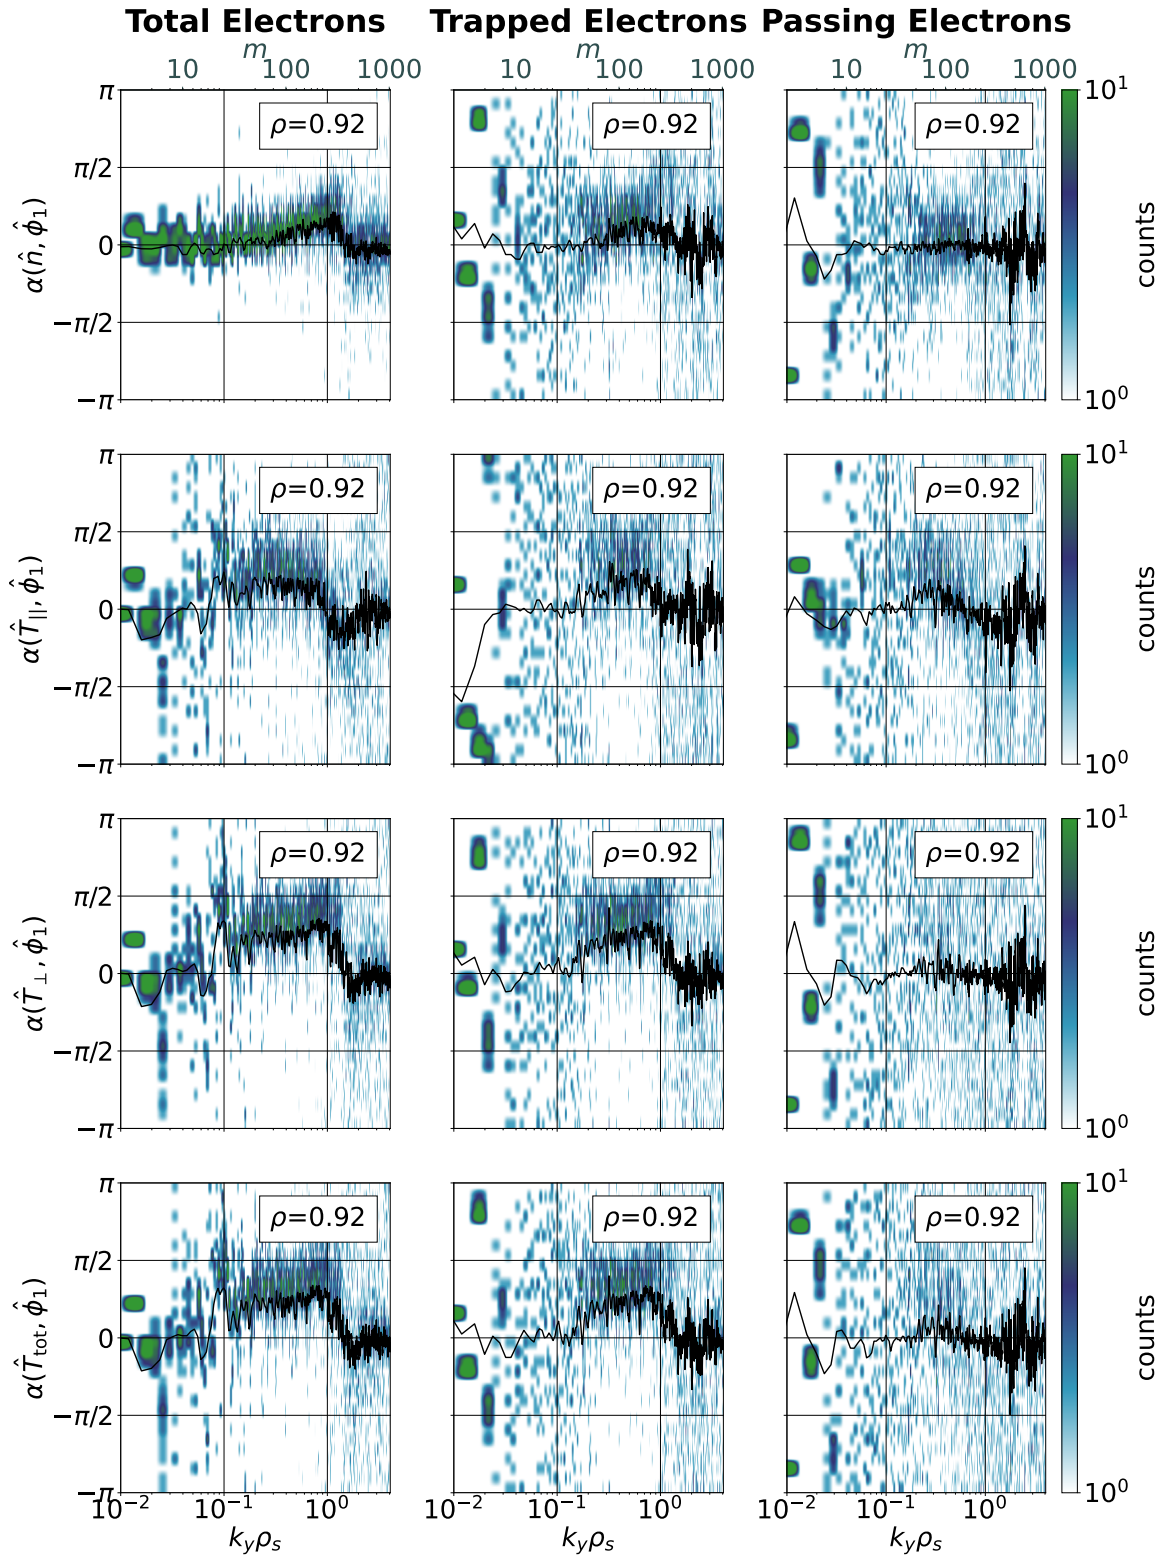 Total Electrons Trapped Electrons Passing Electrons
m m m
10 100 1000 10 100 1000 10 100 1000
π
π/2
0
−π/2
−π
α(n̂, ϕ̂₁)
ρ=0.92 ρ=0.92 ρ=0.92
10¹
10⁰
counts
π
π/2
0
−π/2
−π
α(T̂||, ϕ̂₁)
ρ=0.92 ρ=0.92 ρ=0.92
10¹
10⁰
counts
π
π/2
0
−π/2
−π
α(T̂⊥, ϕ̂₁)
ρ=0.92 ρ=0.92 ρ=0.92
10¹
10⁰
counts
π
π/2
0
−π/2
−π
α(T̂tot, ϕ̂₁)
ρ=0.92 ρ=0.92 ρ=0.92
10¹
10⁰
counts
10⁻² 10⁻¹ 10⁰ 10⁻² 10⁻¹ 10⁰ 10⁻² 10⁻¹ 10⁰
kyρs kyρs kyρs